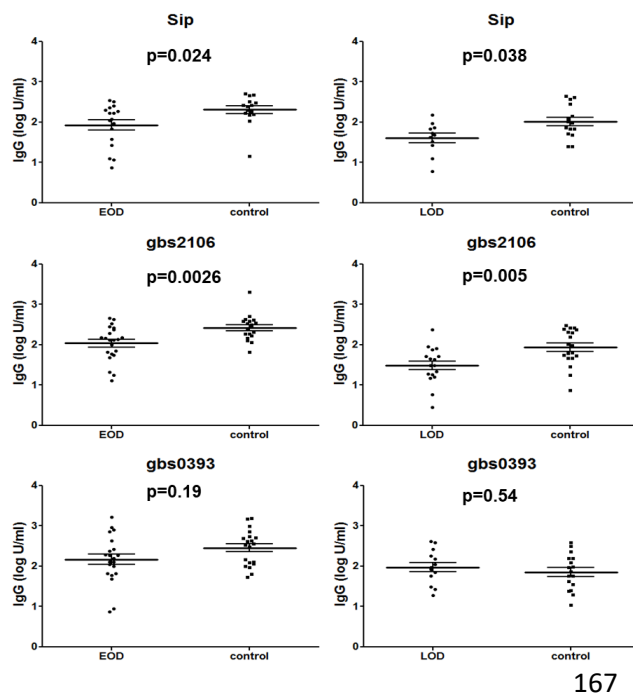 Sip
p=0.024
IgG (log U/ml)
4
3
2
1
0
EOD control
Sip
p=0.038
IgG (log U/ml)
4
3
2
1
0
LOD control
gbs2106
p=0.0026
IgG (log U/ml)
4
3
2
1
0
EOD control
gbs2106
p=0.005
IgG (log U/ml)
4
3
2
1
0
LOD control
gbs0393
p=0.19
IgG (log U/ml)
4
3
2
1
0
EOD control
gbs0393
p=0.54
IgG (log U/ml)
4
3
2
1
0
LOD control
167